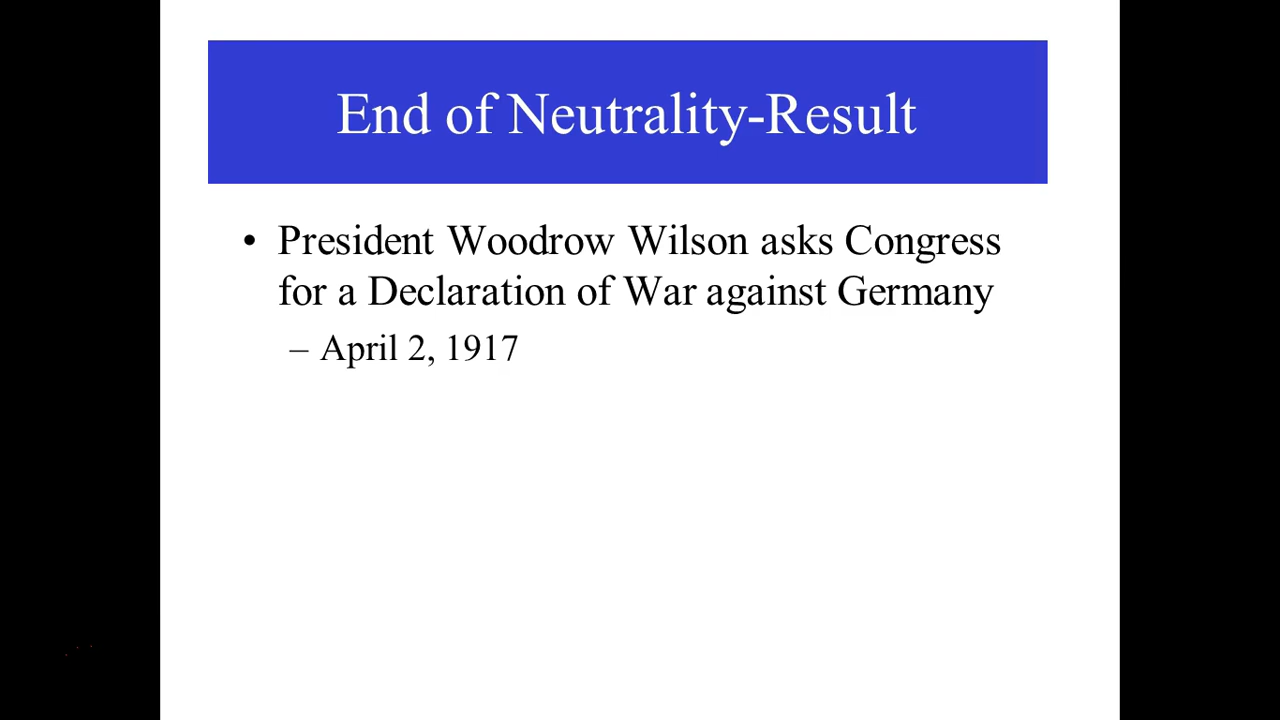 End of Neutrality-Result
• President Woodrow Wilson asks Congress
for a Declaration of War against Germany
– April 2, 1917